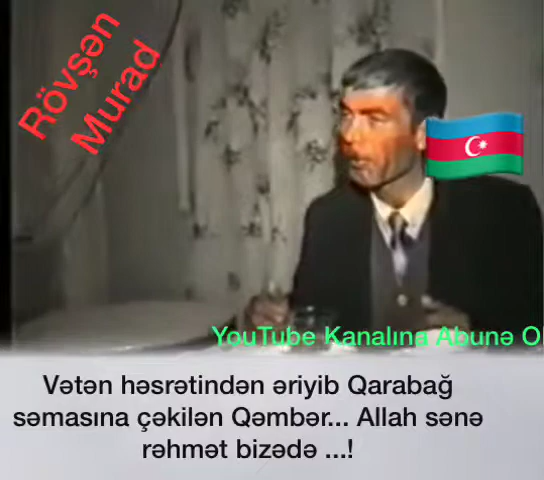 Rövşən
Murad
YouTube Kanalına Abunə O
Vətən həsrətindən əriyib Qarabağ
səmasına çəkilən Qəmbər... Allah sənə
rəhmət bizədə ...!